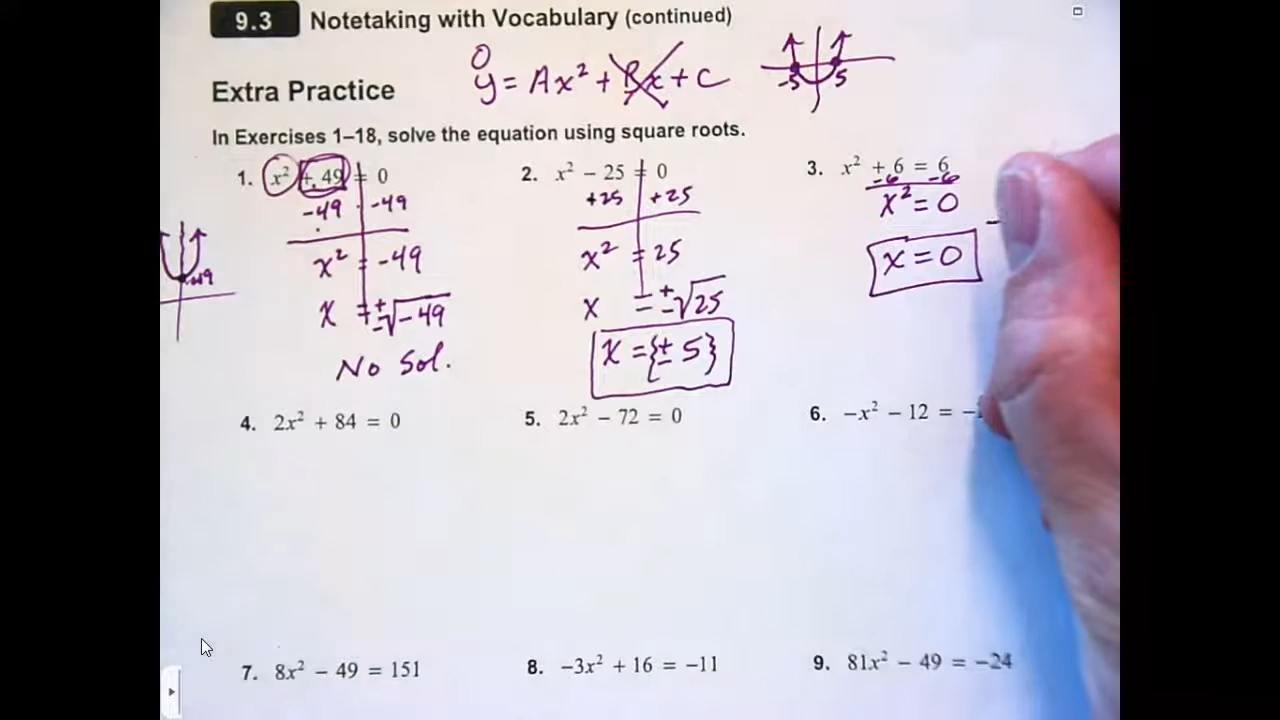 9.3 Notetaking with Vocabulary (continued)
0
y = Ax² + Bx + C
-5 5
Extra Practice
In Exercises 1–18, solve the equation using square roots.
1. x² + 49 = 0
-49 -49
x² = -49
x = ±√-49
No Sol.
49
2. x² − 25 = 0
+25 +25
x² = 25
x = ±√25
x = {± 5}
3. x² + 6 = 6
-6 -6
x² = 0
x = 0
4. 2x² + 84 = 0
5. 2x² − 72 = 0
6. −x² − 12 = −
7. 8x² − 49 = 151
8. −3x² + 16 = −11
9. 81x² − 49 = −24